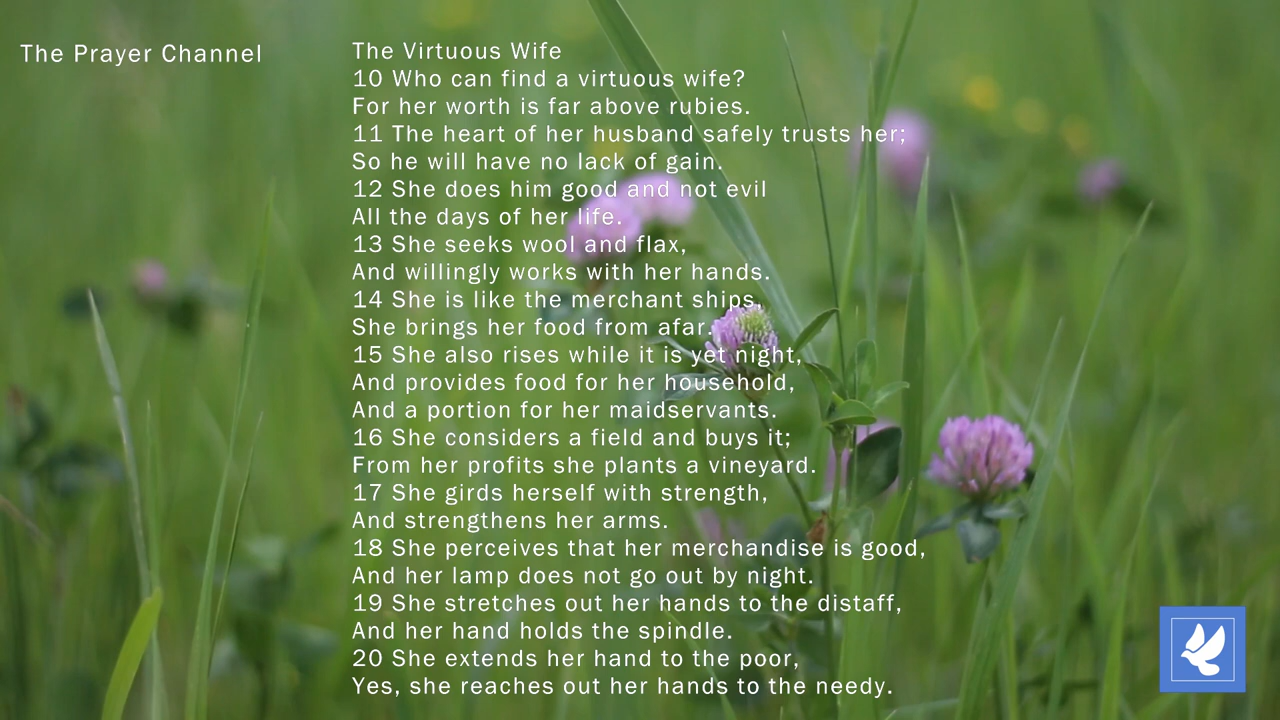 The Prayer Channel
The Virtuous Wife
10 Who can find a virtuous wife?
For her worth is far above rubies.
11 The heart of her husband safely trusts her;
So he will have no lack of gain.
12 She does him good and not evil
All the days of her life.
13 She seeks wool and flax,
And willingly works with her hands.
14 She is like the merchant ships,
She brings her food from afar.
15 She also rises while it is yet night,
And provides food for her household,
And a portion for her maidservants.
16 She considers a field and buys it;
From her profits she plants a vineyard.
17 She girds herself with strength,
And strengthens her arms.
18 She perceives that her merchandise is good,
And her lamp does not go out by night.
19 She stretches out her hands to the distaff,
And her hand holds the spindle.
20 She extends her hand to the poor,
Yes, she reaches out her hands to the needy.